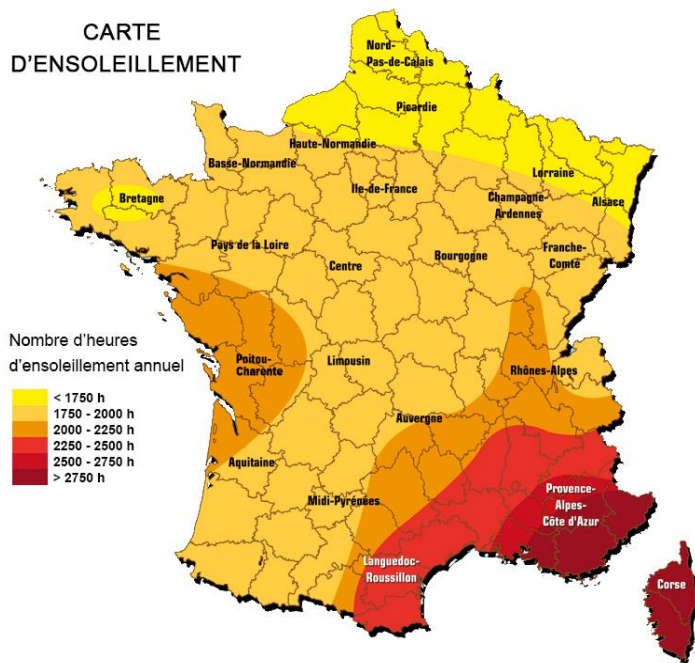 CARTE
D'ENSOLEILLEMENT
Nord-
Pas-de-Calais
Picardie
Haute-Normandie
Basse-Normandie
Ile-de-France
Lorraine
Champagne-
Ardennes
Alsace
Bretagne
Pays de la Loire
Centre
Bourgogne
Franche-
Comté
Nombre d'heures
d'ensoleillement annuel
< 1750 h
1750 - 2000 h
2000 - 2250 h
2250 - 2500 h
2500 - 2750 h
> 2750 h
Poitou-
Charente
Limousin
Rhônes-Alpes
Auvergne
Aquitaine
Midi-Pyrénées
Provence-
Alpes-
Côte d'Azur
Languedoc-
Roussillon
Corse